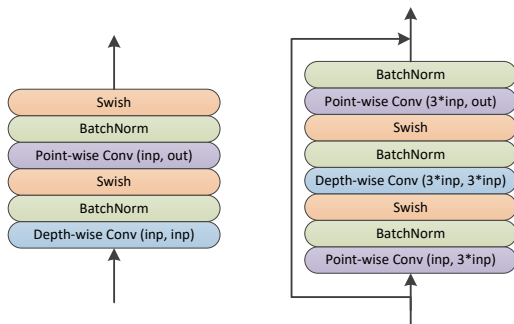 Swish
BatchNorm
Point-wise Conv (inp, out)
Swish
BatchNorm
Depth-wise Conv (inp, inp)
BatchNorm
Point-wise Conv (3*inp, out)
Swish
BatchNorm
Depth-wise Conv (3*inp, 3*inp)
Swish
BatchNorm
Point-wise Conv (inp, 3*inp)